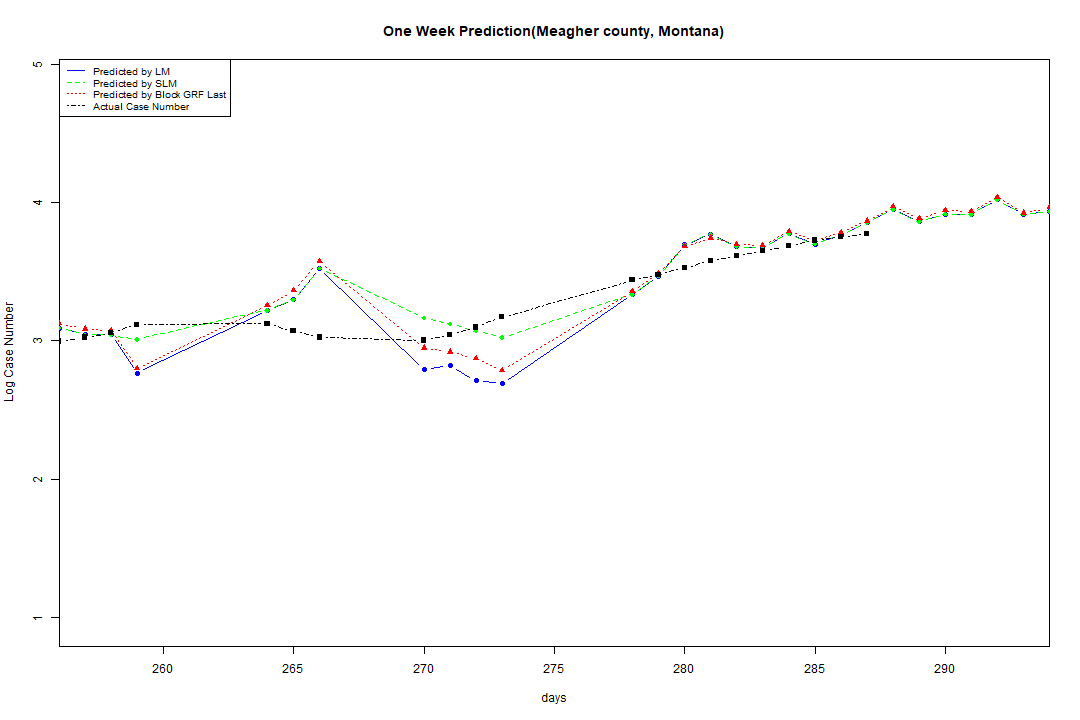 One Week Prediction(Meagher county, Montana)
Predicted by LM
Predicted by SLM
Predicted by Block GRF Last
Actual Case Number
5
4
3
2
1
Log Case Number
260 265 270 275 280 285 290
days